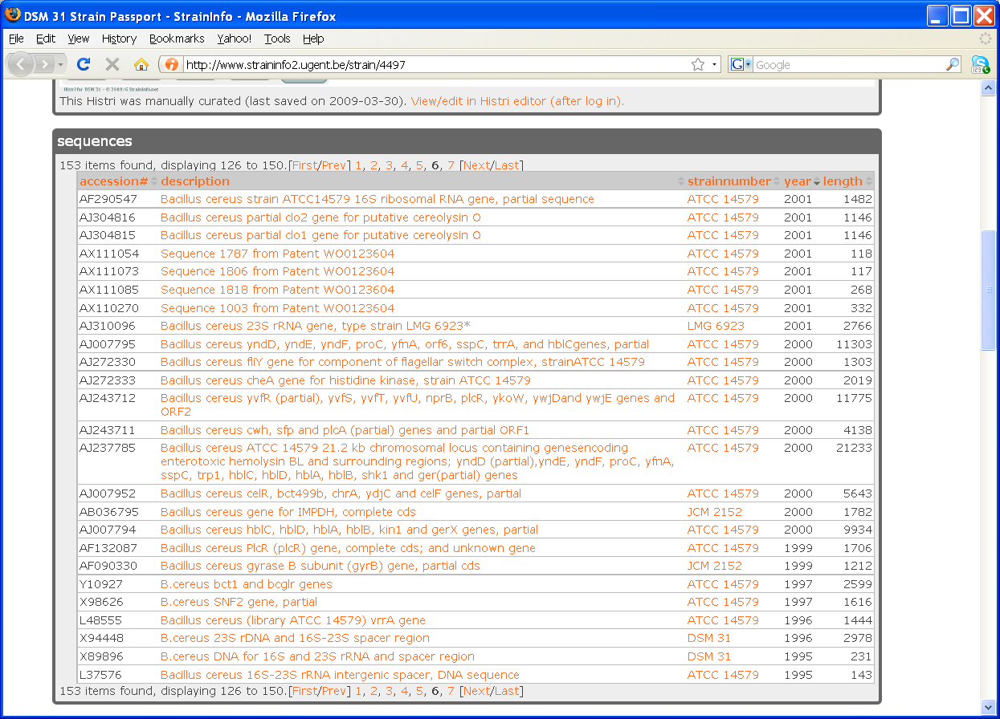 DSM 31 Strain Passport - StrainInfo - Mozilla Firefox
File Edit View History Bookmarks Yahoo! Tools Help
http://www.straininfo2.ugent.be/strain/4497 Google
Histri for DSM 31 - © 2009/6 StrainInfo.net
This Histri was manually curated (last saved on 2009-03-30). View/edit in Histri editor (after log in).
sequences
153 items found, displaying 126 to 150.[First/Prev] 1, 2, 3, 4, 5, 6, 7 [Next/Last]
accession# description strainnumber year length
AF290547 Bacillus cereus strain ATCC14579 16S ribosomal RNA gene, partial sequence ATCC 14579 2001 1482
AJ304816 Bacillus cereus partial clo2 gene for putative cereolysin O ATCC 14579 2001 1146
AJ304815 Bacillus cereus partial clo1 gene for putative cereolysin O ATCC 14579 2001 1146
AX111054 Sequence 1787 from Patent WO0123604 ATCC 14579 2001 118
AX111073 Sequence 1806 from Patent WO0123604 ATCC 14579 2001 117
AX111085 Sequence 1818 from Patent WO0123604 ATCC 14579 2001 268
AX110270 Sequence 1003 from Patent WO0123604 ATCC 14579 2001 332
AJ310096 Bacillus cereus 23S rRNA gene, type strain LMG 6923* LMG 6923 2001 2766
AJ007795 Bacillus cereus yndD, yndE, yndF, proC, yfnA, orf6, sspC, trrA, and hblCgenes, partial ATCC 14579 2000 11303
AJ272330 Bacillus cereus fliY gene for component of flagellar switch complex, strainATCC 14579 ATCC 14579 2000 1303
AJ272333 Bacillus cereus cheA gene for histidine kinase, strain ATCC 14579 ATCC 14579 2000 2019
AJ243712 Bacillus cereus yvfR (partial), yvfS, yvfT, yvfU, nprB, plcR, ykoW, ywjDand ywjE genes and ATCC 14579 2000 11775
ORF2
AJ243711 Bacillus cereus cwh, sfp and plcA (partial) genes and partial ORF1 ATCC 14579 2000 4138
AJ237785 Bacillus cereus ATCC 14579 21.2 kb chromosomal locus containing genesencoding ATCC 14579 2000 21233
enterotoxic hemolysin BL and surrounding regions; yndD (partial),yndE, yndF, proC, yfnA,
sspC, trp1, hblC, hblD, hblA, hblB, shk1 and ger(partial) genes
AJ007952 Bacillus cereus celR, bct499b, chrA, ydjC and celF genes, partial ATCC 14579 2000 5643
AB036795 Bacillus cereus gene for IMPDH, complete cds JCM 2152 2000 1782
AJ007794 Bacillus cereus hblC, hblD, hblA, hblB, kin1 and gerX genes, partial ATCC 14579 2000 9934
AF132087 Bacillus cereus PlcR (plcR) gene, complete cds; and unknown gene ATCC 14579 1999 1706
AF090330 Bacillus cereus gyrase B subunit (gyrB) gene, partial cds JCM 2152 1999 1212
Y10927 B.cereus bct1 and bcglr genes ATCC 14579 1997 2599
X98626 B.cereus SNF2 gene, partial ATCC 14579 1997 1616
L48555 Bacillus cereus (library ATCC 14579) vrrA gene ATCC 14579 1996 1444
X94448 B.cereus 23S rDNA and 16S-23S spacer region DSM 31 1996 2978
X89896 B.cereus DNA for 16S and 23S rRNA and spacer region DSM 31 1995 231
L37576 Bacillus cereus 16S-23S rRNA intergenic spacer, DNA sequence ATCC 14579 1995 143
153 items found, displaying 126 to 150.[First/Prev] 1, 2, 3, 4, 5, 6, 7 [Next/Last]